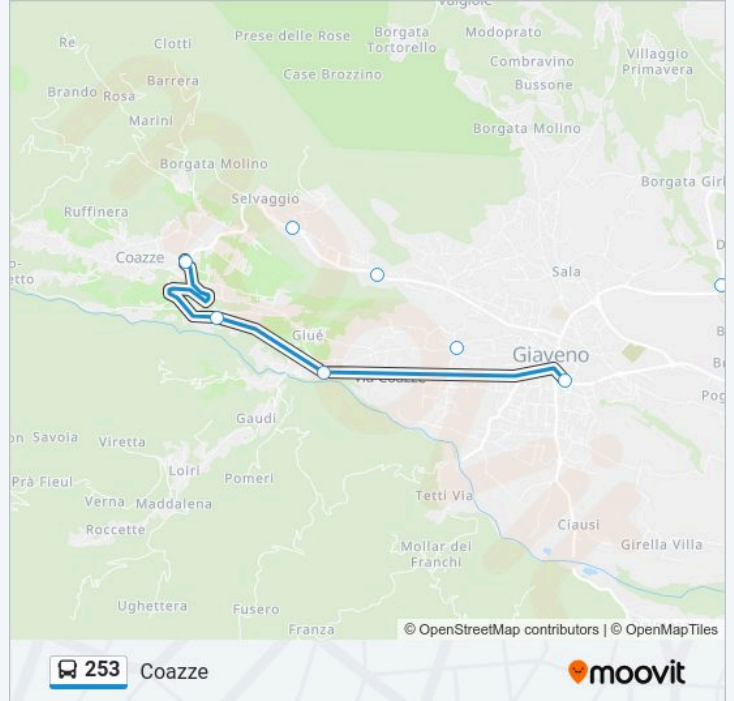 Valgioie
Re
Clotti
Prese delle Rose
Borgata
Tortorello
Modoprato
Combravino
Villaggio
Primavera
Case Brozzino
Barrera
Brando
Rosa
Bussone
Marini
Borgata Molino
Borgata Molino
Selvaggio
Borgata Girl
Ruffinera
Coazze
Sala
etto
Giué
Giaveno
Via Coazze
Gaudi
Savoia
Viretta
Loiri
Pomeri
Prà Fieul
Verna
Maddalena
Tetti Via
Roccette
Ciausi
Girella Villa
Mollar dei
Franchi
Ughettera
Fusero
Franza
© OpenStreetMap contributors | © OpenMapTiles
253 Coazze
moovit